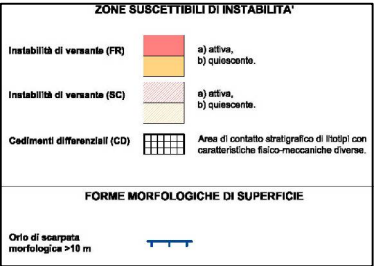 ZONE SUSCETTIBILI DI INSTABILITA'
Instabilità di versante (FR)
a) attiva,
b) quiescente.
Instabilità di versante (SC)
a) attiva,
b) quiescente.
Cedimenti differenziali (CD)
Area di contatto stratigrafico di litotipi con
caratteristiche fisico-meccaniche diverse.
FORME MORFOLOGICHE DI SUPERFICIE
Orlo di scarpata
morfologica >10 m